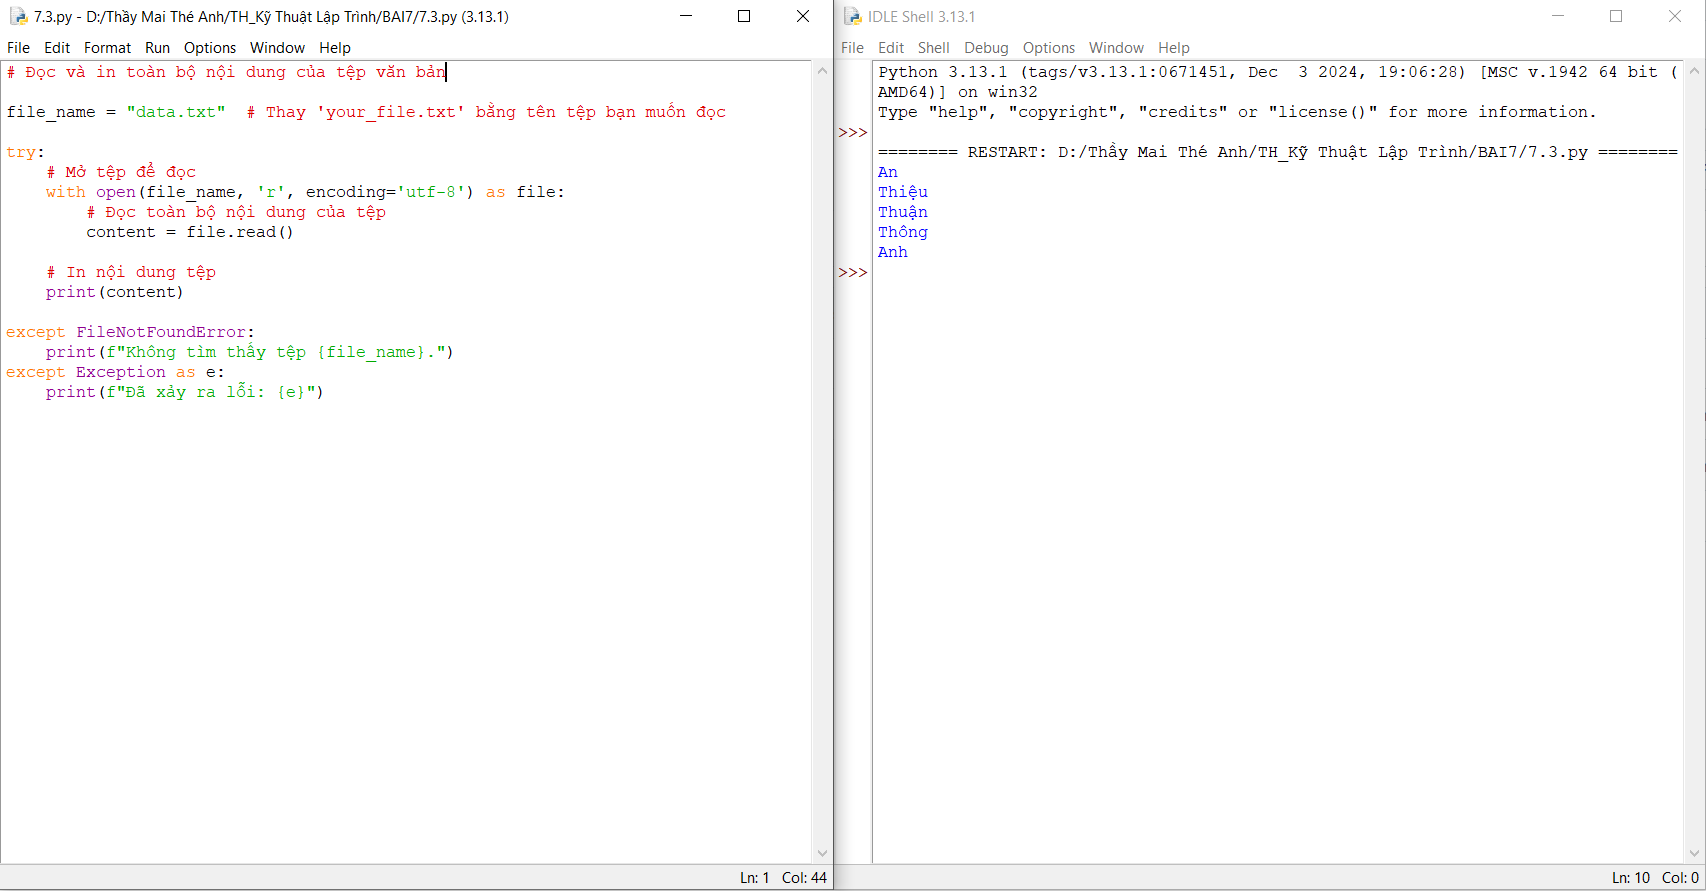 7.3.py - D:/Thầy Mai Thé Anh/TH_Kỹ Thuật Lập Trình/BAI7/7.3.py (3.13.1)
File Edit Format Run Options Window Help
# Đọc và in toàn bộ nội dung của tệp văn bản
file_name = "data.txt"  # Thay 'your_file.txt' bằng tên tệp bạn muốn đọc
try:
    # Mở tệp để đọc
    with open(file_name, 'r', encoding='utf-8') as file:
        # Đọc toàn bộ nội dung của tệp
        content = file.read()
    # In nội dung tệp
    print(content)
except FileNotFoundError:
    print(f"Không tìm thấy tệp {file_name}.")
except Exception as e:
    print(f"Đã xảy ra lỗi: {e}")
Ln: 1 Col: 44
IDLE Shell 3.13.1
File Edit Shell Debug Options Window Help
Python 3.13.1 (tags/v3.13.1:0671451, Dec  3 2024, 19:06:28) [MSC v.1942 64 bit (
AMD64)] on win32
Type "help", "copyright", "credits" or "license()" for more information.
>>>
======== RESTART: D:/Thầy Mai Thé Anh/TH_Kỹ Thuật Lập Trình/BAI7/7.3.py ========
An
Thiệu
Thuận
Thông
Anh
>>>
Ln: 10 Col: 0